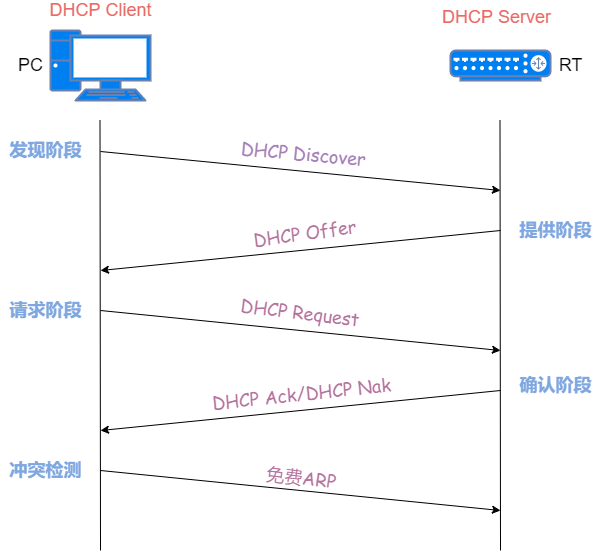 DHCP Client
DHCP Server
PC
RT
发现阶段
DHCP Discover
DHCP Offer
提供阶段
请求阶段
DHCP Request
DHCP Ack/DHCP Nak
确认阶段
冲突检测
免费ARP